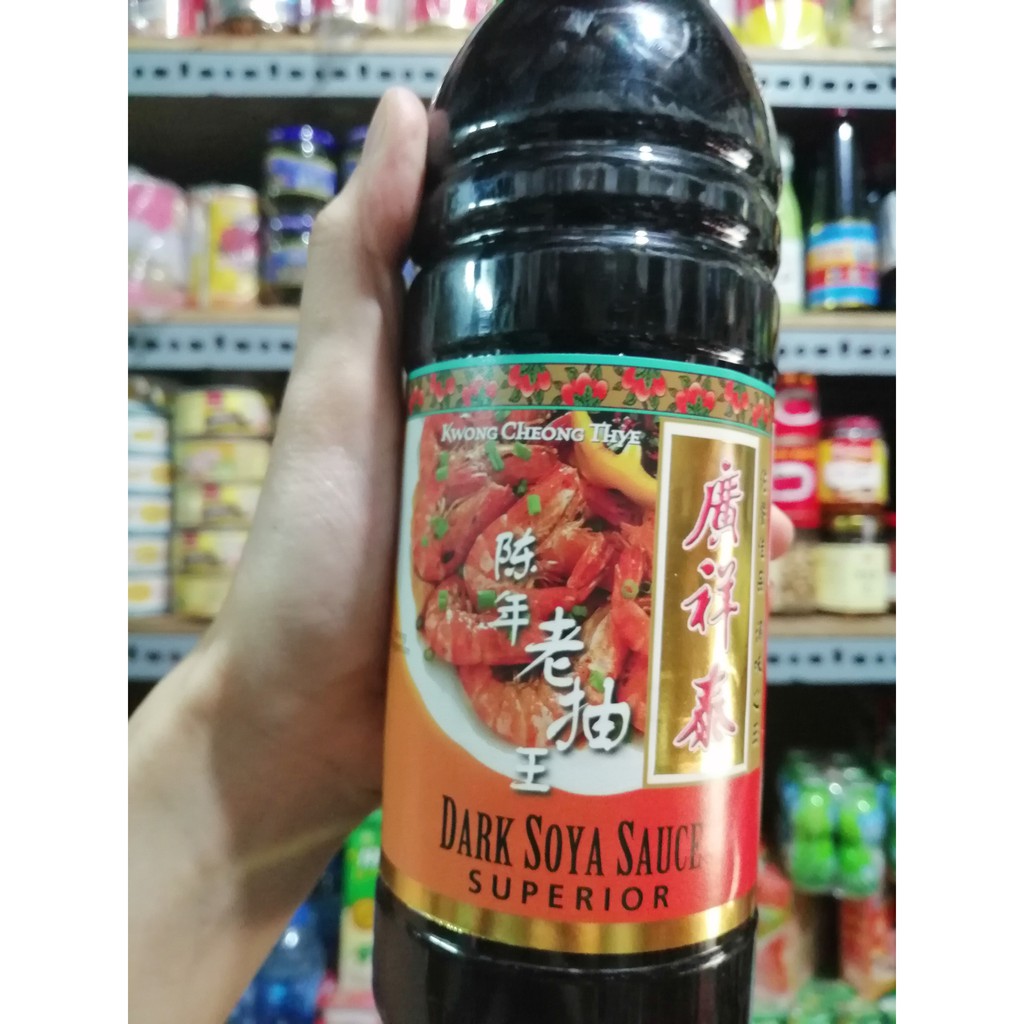 KWONG CHEONG THYE
廣祥泰
陈年
老抽
王
DARK SOYA SAUCE
SUPERIOR